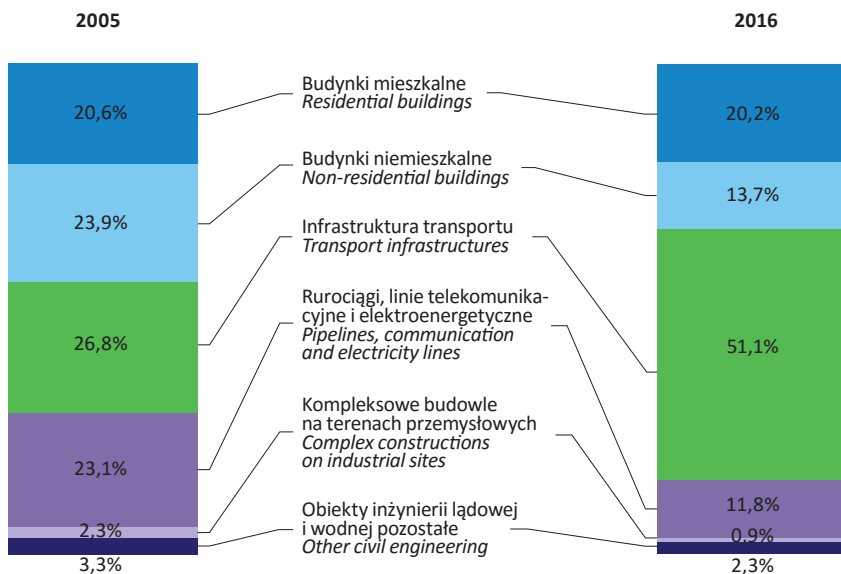 2005
2016
20,6%
23,9%
26,8%
23,1%
2,3%
3,3%
Budynki mieszkalne
Residential buildings
Budynki niemieszkalne
Non-residential buildings
Infrastruktura transportu
Transport infrastructures
Rurociągi, linie telekomunika-
cyjne i elektroenergetyczne
Pipelines, communication
and electricity lines
Kompleksowe budowle
na terenach przemysłowych
Complex constructions
on industrial sites
Obiekty inżynierii lądowej
i wodnej pozostałe
Other civil engineering
20,2%
13,7%
51,1%
11,8%
0,9%
2,3%